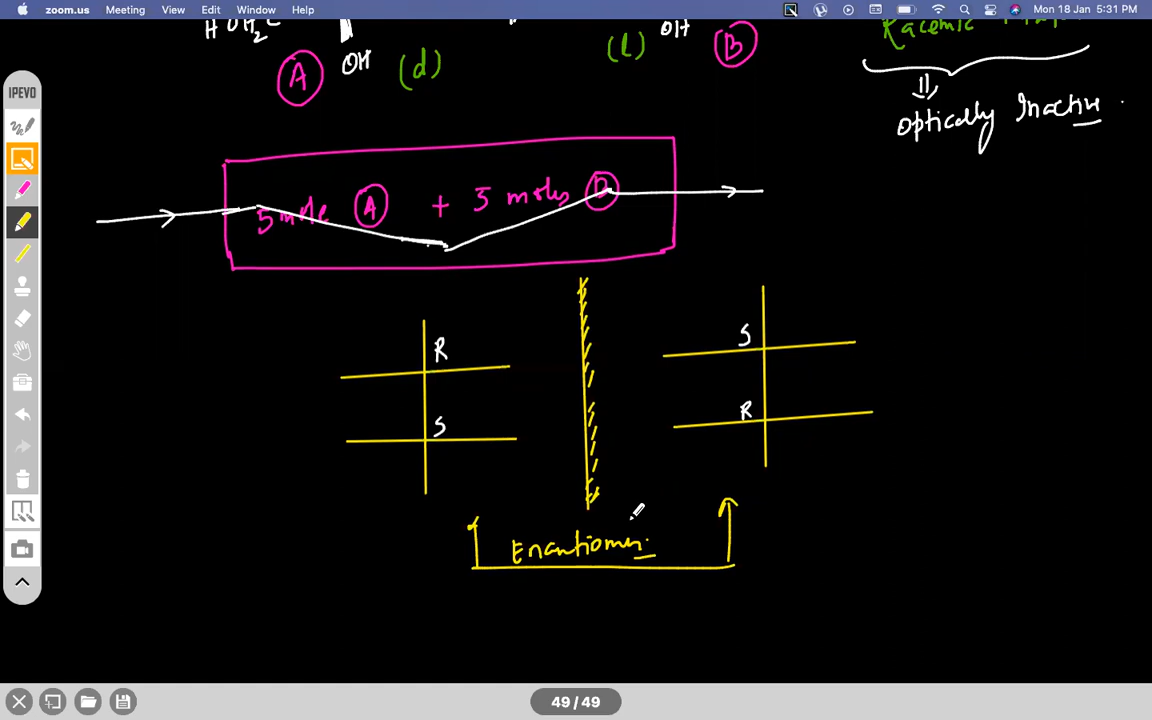 zoom.us Meeting View Edit Window Help Mon 18 Jan 5:31 PM
OH
OH
(d)
(l)
A
B
Racemic
IPEVO
Optically Inactive.
5 mole A + 5 moles B
R
S
S
R
Enantiomer.
49/49